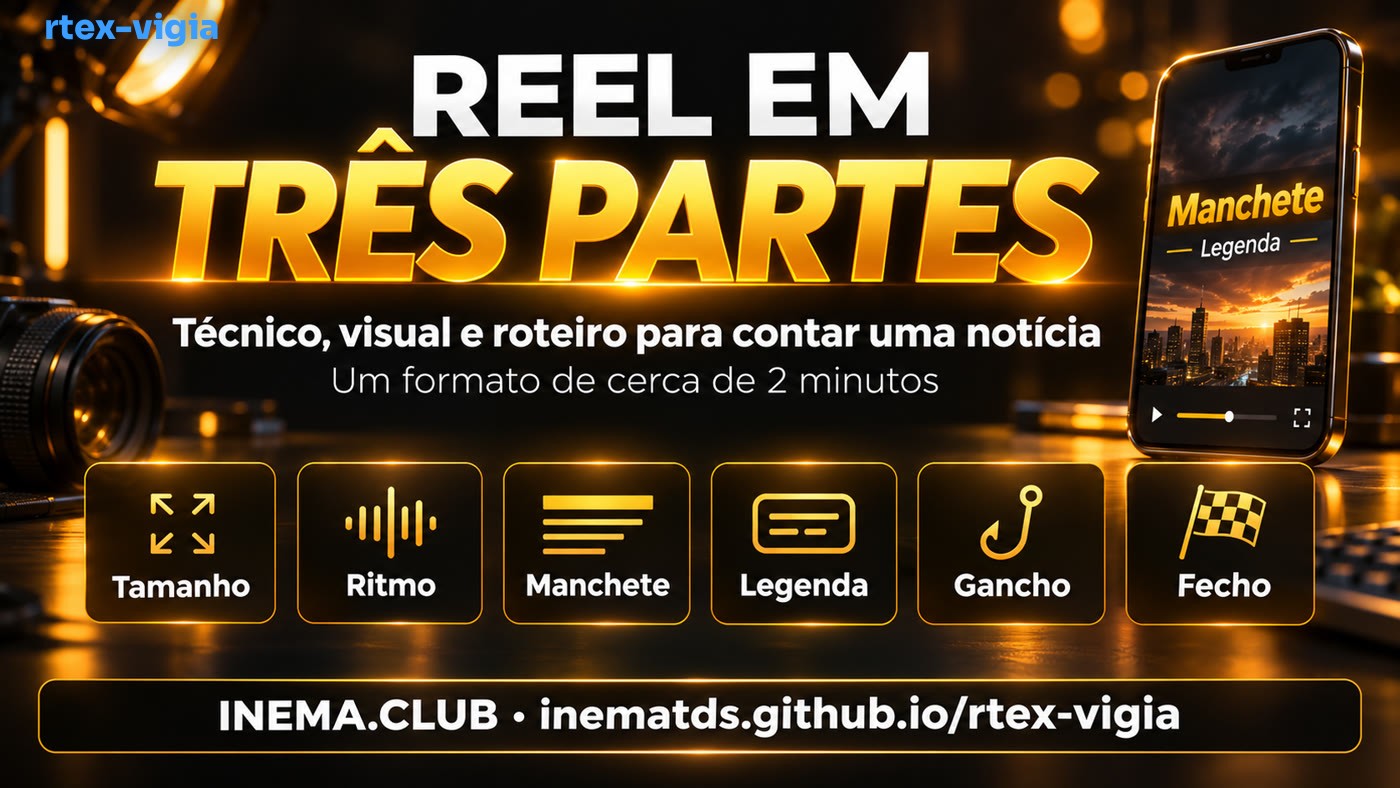 rtex-vigia
REEL EM
TRÊS PARTES
Técnico, visual e roteiro para contar uma notícia
Um formato de cerca de 2 minutos
Manchete
Legenda
Tamanho
Ritmo
Manchete
Legenda
Gancho
Fecho
INEMA.CLUB • inematds.github.io/rtex-vigia